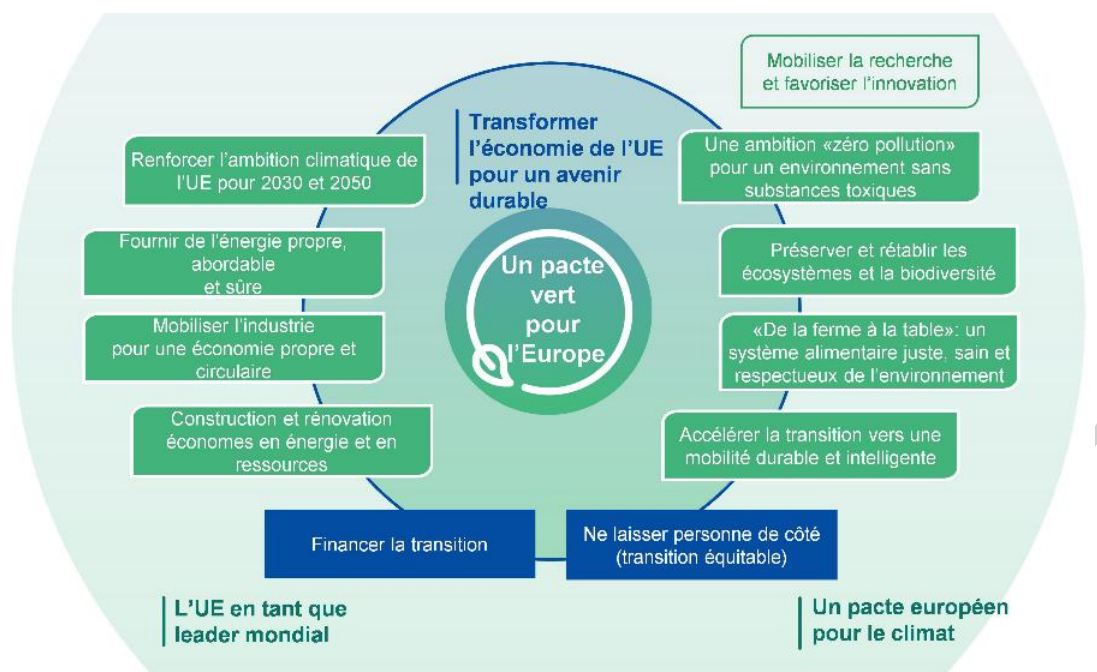 Mobiliser la recherche
et favoriser l’innovation
Transformer
l’économie de l’UE
pour un avenir
durable
Renforcer l’ambition climatique de
l’UE pour 2030 et 2050
Une ambition «zéro pollution»
pour un environnement sans
substances toxiques
Fournir de l’énergie propre,
abordable
et sûre
Préserver et rétablir les
écosystèmes et la biodiversité
Un pacte
vert
pour
l’Europe
Mobiliser l’industrie
pour une économie propre et
circulaire
«De la ferme à la table»: un
système alimentaire juste, sain et
respectueux de l’environnement
Construction et rénovation
économes en énergie et en
ressources
Accélérer la transition vers une
mobilité durable et intelligente
Financer la transition
Ne laisser personne de côté
(transition équitable)
L’UE en tant que
leader mondial
Un pacte européen
pour le climat